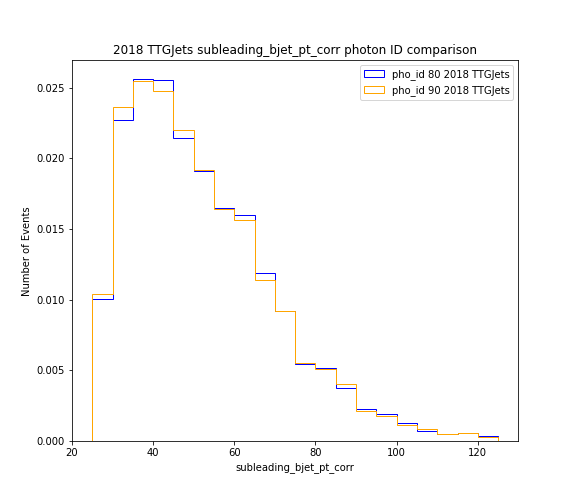 2018 TTGJets subleading_bjet_pt_corr photon ID comparison
pho_id 80 2018 TTGJets
pho_id 90 2018 TTGJets
Number of Events
0.025
0.020
0.015
0.010
0.005
0.000
20 40 60 80 100 120
subleading_bjet_pt_corr